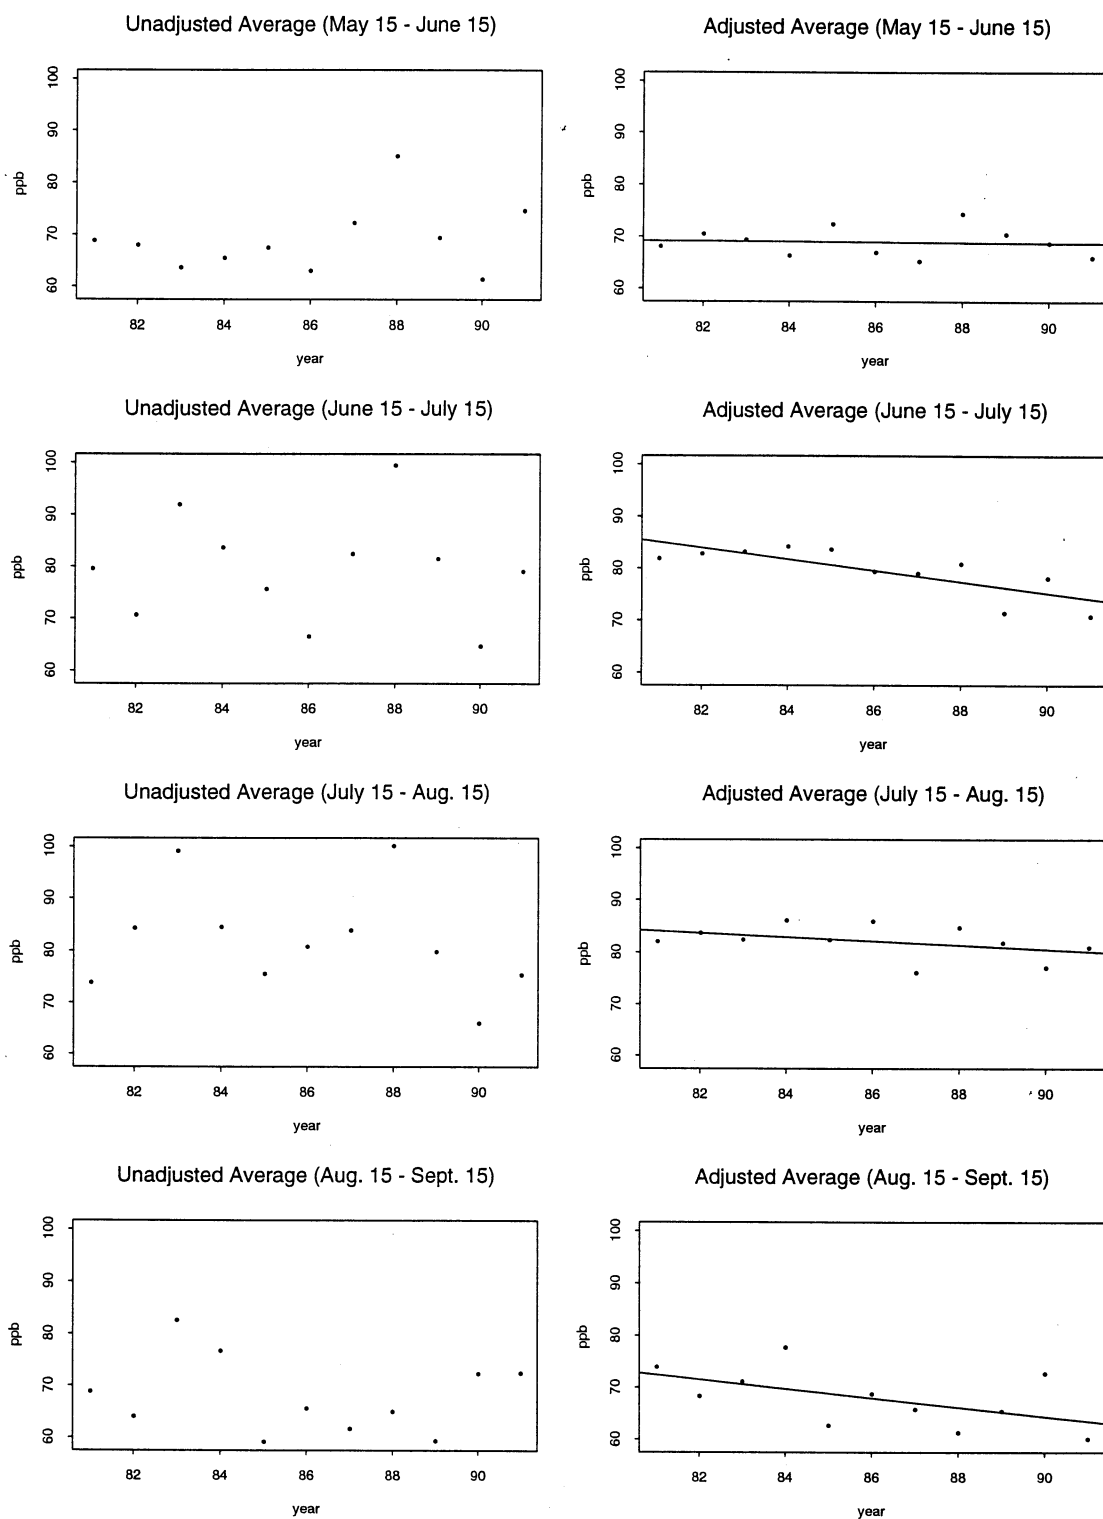 Unadjusted Average (May 15 - June 15)
ppb
100
90
80
70
60
82 84 86 88 90
year
Adjusted Average (May 15 - June 15)
ppb
100
90
80
70
60
82 84 86 88 90
year
Unadjusted Average (June 15 - July 15)
ppb
100
90
80
70
60
82 84 86 88 90
year
Adjusted Average (June 15 - July 15)
ppb
100
90
80
70
60
82 84 86 88 90
year
Unadjusted Average (July 15 - Aug. 15)
ppb
100
90
80
70
60
82 84 86 88 90
year
Adjusted Average (July 15 - Aug. 15)
ppb
100
90
80
70
60
82 84 86 88 90
year
Unadjusted Average (Aug. 15 - Sept. 15)
ppb
100
90
80
70
60
82 84 86 88 90
year
Adjusted Average (Aug. 15 - Sept. 15)
ppb
100
90
80
70
60
82 84 86 88 90
year